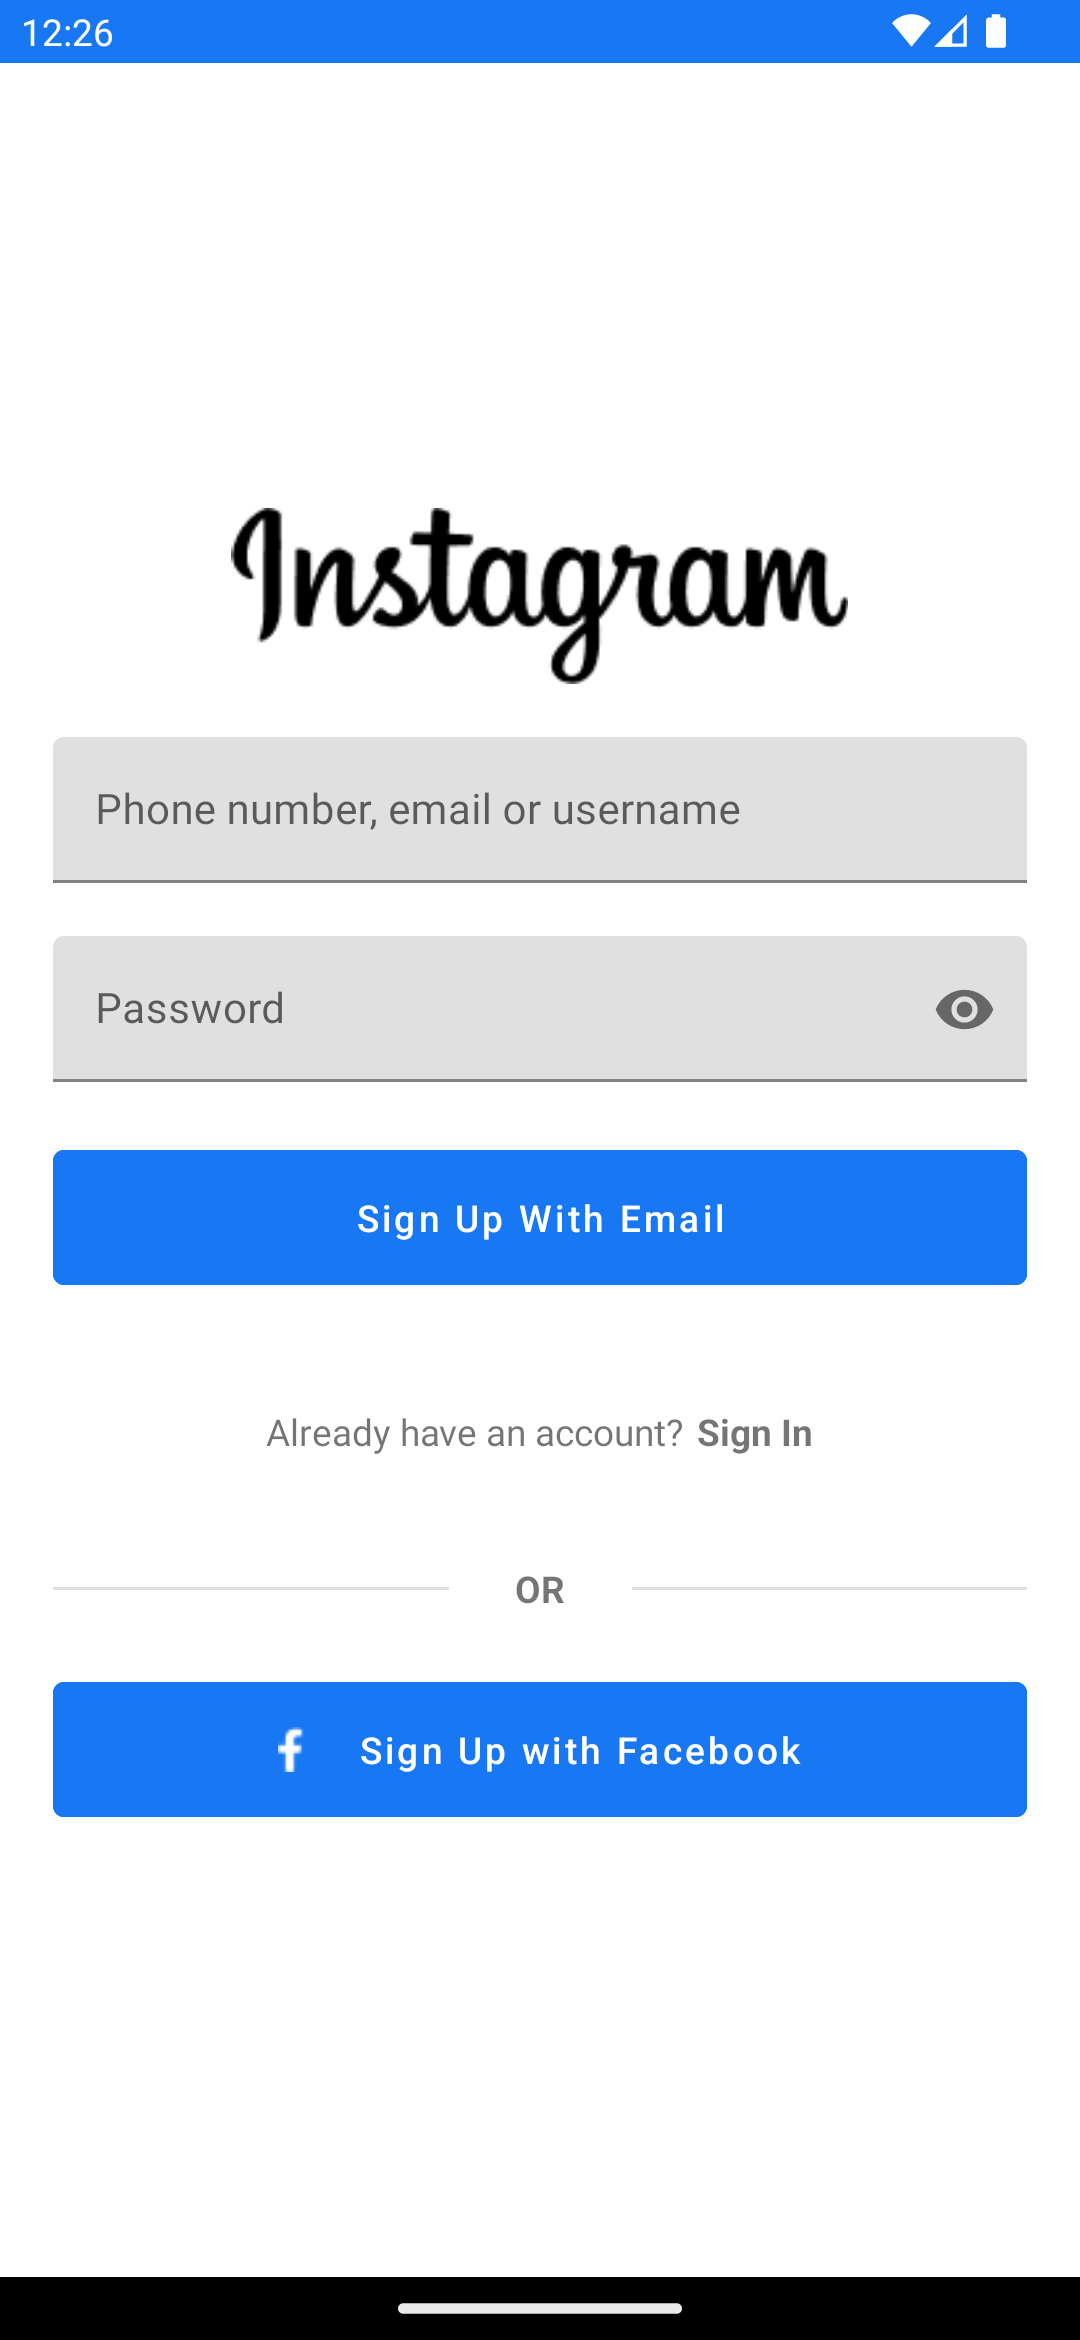 12:26
Instagram
Phone number, email or username
Password
Sign Up With Email
Already have an account? Sign In
OR
f Sign Up with Facebook